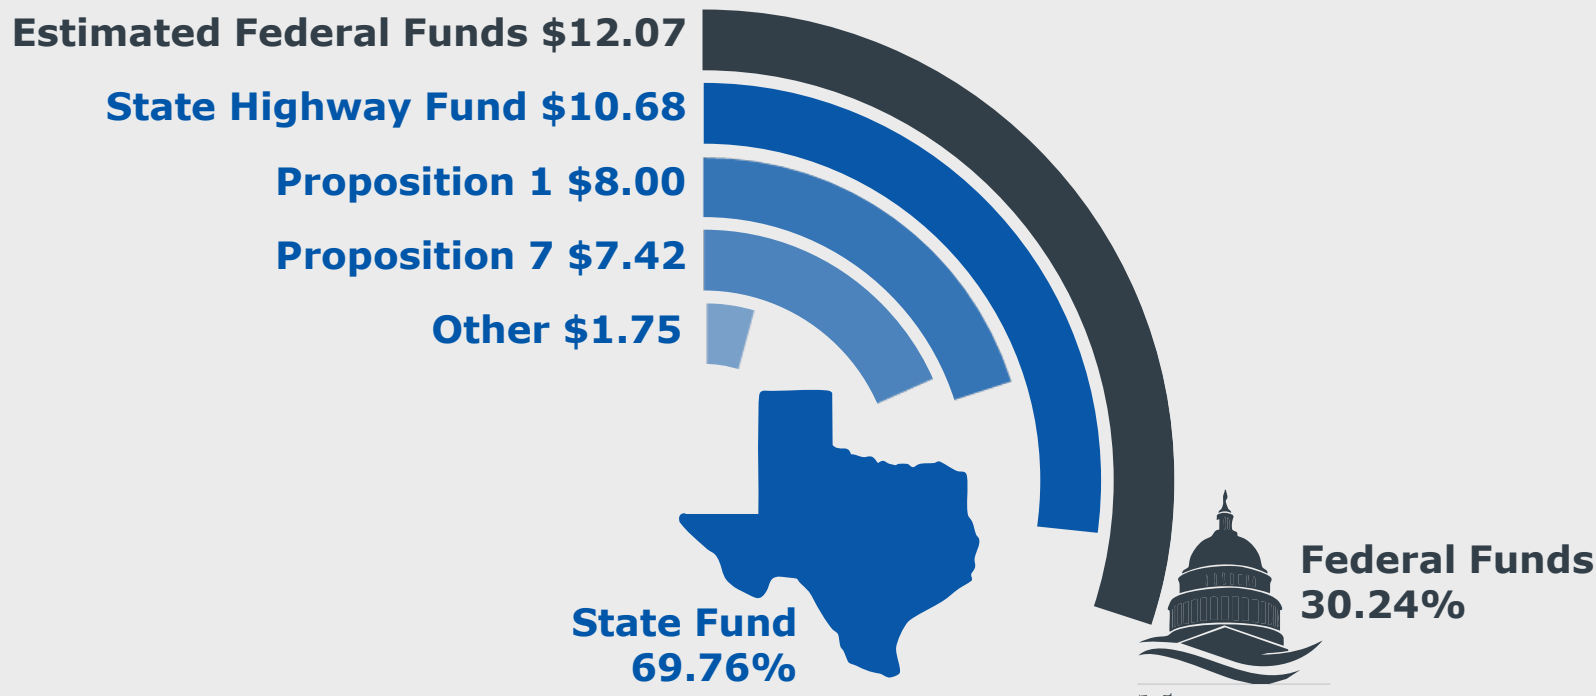 Estimated Federal Funds $12.07
State Highway Fund $10.68
Proposition 1 $8.00
Proposition 7 $7.42
Other $1.75
Federal Funds
30.24%
State Fund
69.76%